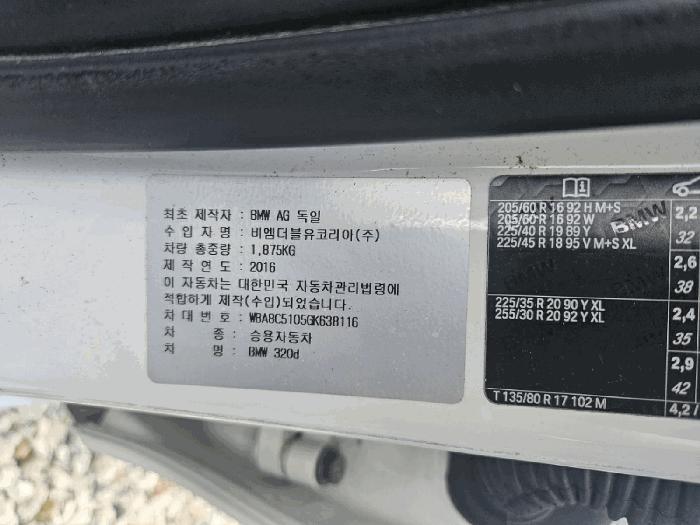 최초 제작자 : BMW AG 독일
수 입 자 명 : 비엠더블유코리아(주)
차량 총중량 : 1,875KG
제 작 연 도 : 2016
이 자동차는 대한민국 자동차관리법령에
적합하게 제작(수입)되었습니다.
차 대 번 호 : WBA8C5105GK638116
차 종 : 승용자동차
차 명 : BMW 320d
205/60 R 16 92 H M+S
205/60 R 16 92 W
225/40 R 19 89 Y
225/45 R 18 95 V M+S XL
BMW
2,2
32
2,6
38
225/35 R 20 90 Y XL
255/30 R 20 92 Y XL
2,4
35
2,9
42
T 135/80 R 17 102 M
4,2 /